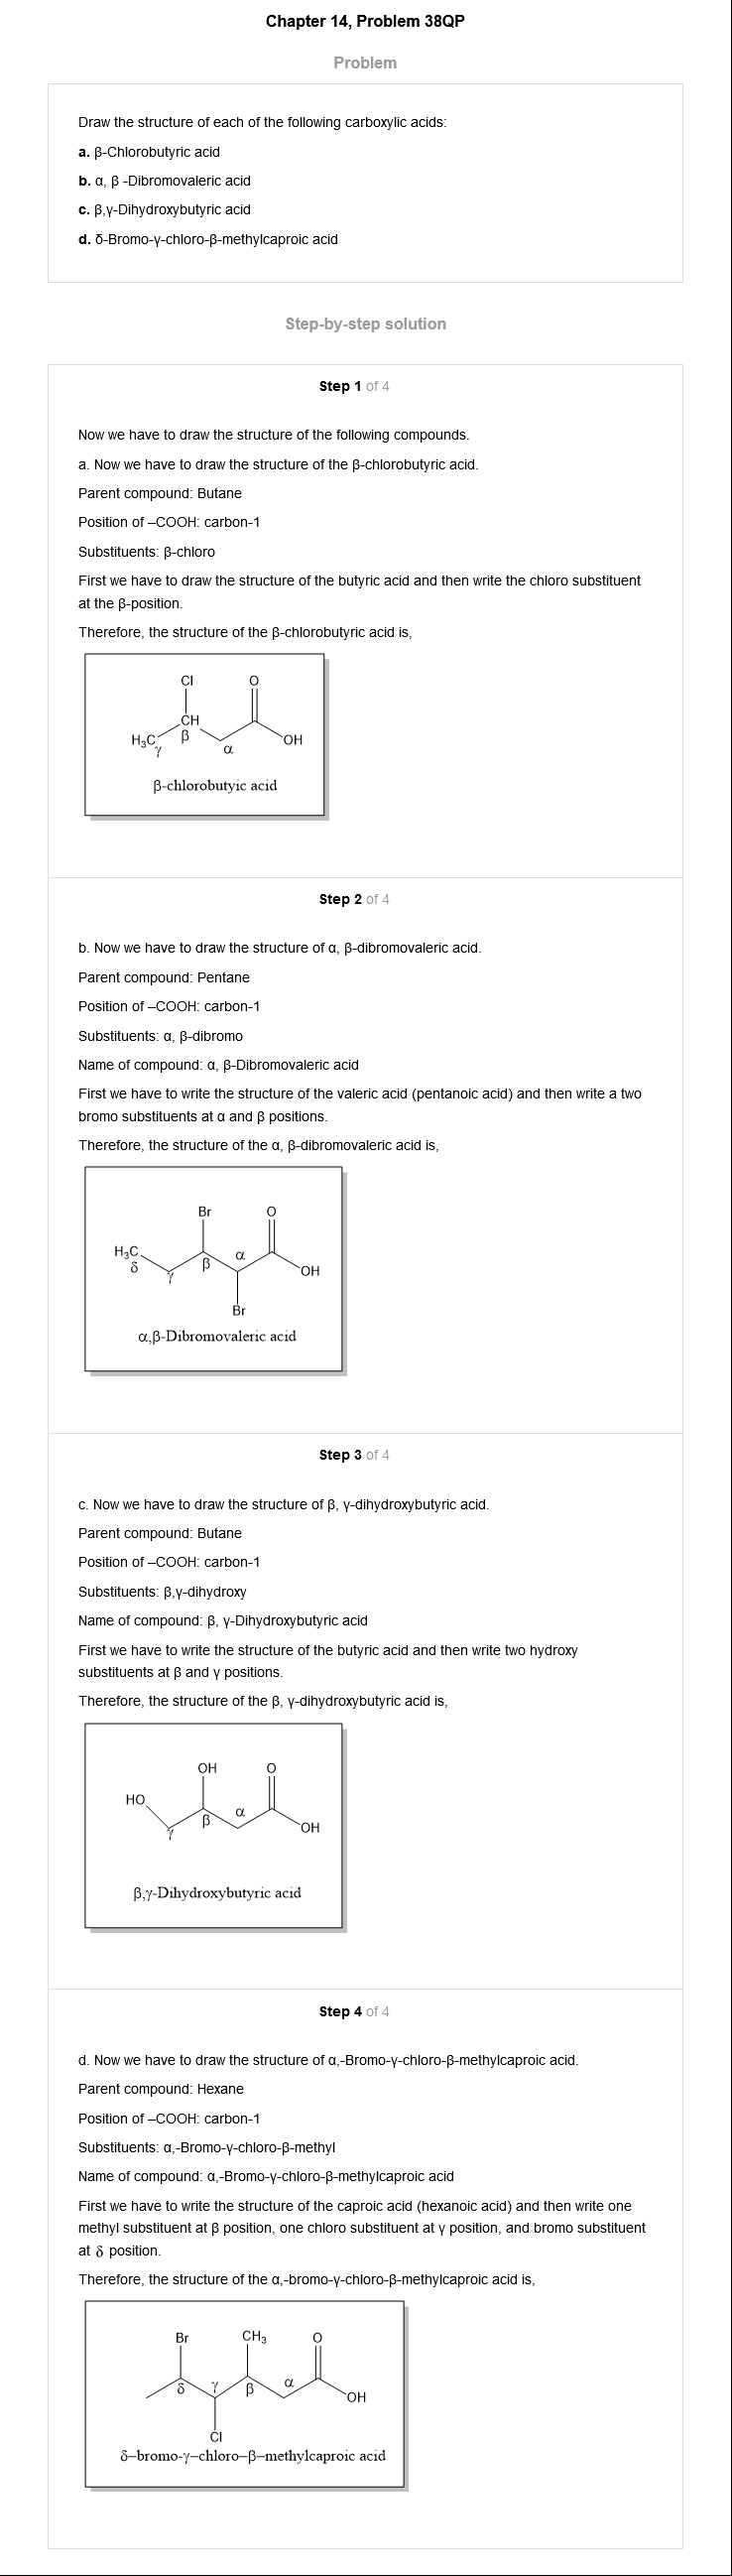 Chapter 14, Problem 38QP
Problem
Draw the structure of each of the following carboxylic acids:
a. β-Chlorobutyric acid
b. α, β -Dibromovaleric acid
c. β,γ-Dihydroxybutyric acid
d. δ-Bromo-γ-chloro-β-methylcaproic acid
Step-by-step solution
Step 1 of 4
Now we have to draw the structure of the following compounds.
a. Now we have to draw the structure of the β-chlorobutyric acid.
Parent compound: Butane
Position of –COOH: carbon-1
Substituents: β-chloro
First we have to draw the structure of the butyric acid and then write the chloro substituent
at the β-position.
Therefore, the structure of the β-chlorobutyric acid is,
Cl O
CH
H₃C β OH
γ α
β-chlorobutyic acid
Step 2 of 4
b. Now we have to draw the structure of α, β-dibromovaleric acid.
Parent compound: Pentane
Position of –COOH: carbon-1
Substituents: α, β-dibromo
Name of compound: α, β-Dibromovaleric acid
First we have to write the structure of the valeric acid (pentanoic acid) and then write a two
bromo substituents at α and β positions.
Therefore, the structure of the α, β-dibromovaleric acid is,
Br O
H₃C α
δ γ β OH
Br
α,β-Dibromovaleric acid
Step 3 of 4
c. Now we have to draw the structure of β, γ-dihydroxybutyric acid.
Parent compound: Butane
Position of –COOH: carbon-1
Substituents: β,γ-dihydroxy
Name of compound: β, γ-Dihydroxybutyric acid
First we have to write the structure of the butyric acid and then write two hydroxy
substituents at β and γ positions.
Therefore, the structure of the β, γ-dihydroxybutyric acid is,
OH O
HO α
γ β OH
β,γ-Dihydroxybutyric acid
Step 4 of 4
d. Now we have to draw the structure of α,-Bromo-γ-chloro-β-methylcaproic acid.
Parent compound: Hexane
Position of –COOH: carbon-1
Substituents: α,-Bromo-γ-chloro-β-methyl
Name of compound: α,-Bromo-γ-chloro-β-methylcaproic acid
First we have to write the structure of the caproic acid (hexanoic acid) and then write one
methyl substituent at β position, one chloro substituent at γ position, and bromo substituent
at δ position.
Therefore, the structure of the α,-bromo-γ-chloro-β-methylcaproic acid is,
Br CH₃ O
δ γ β α OH
Cl
δ–bromo-γ–chloro–β–methylcaproic acid